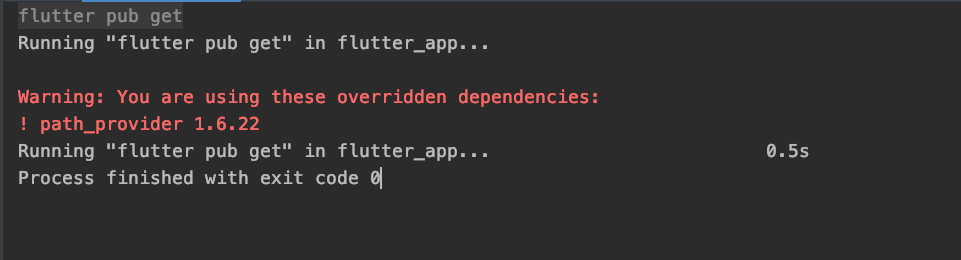 flutter pub get
Running "flutter pub get" in flutter_app...
Warning: You are using these overridden dependencies:
! path_provider 1.6.22
Running "flutter pub get" in flutter_app... 0.5s
Process finished with exit code 0